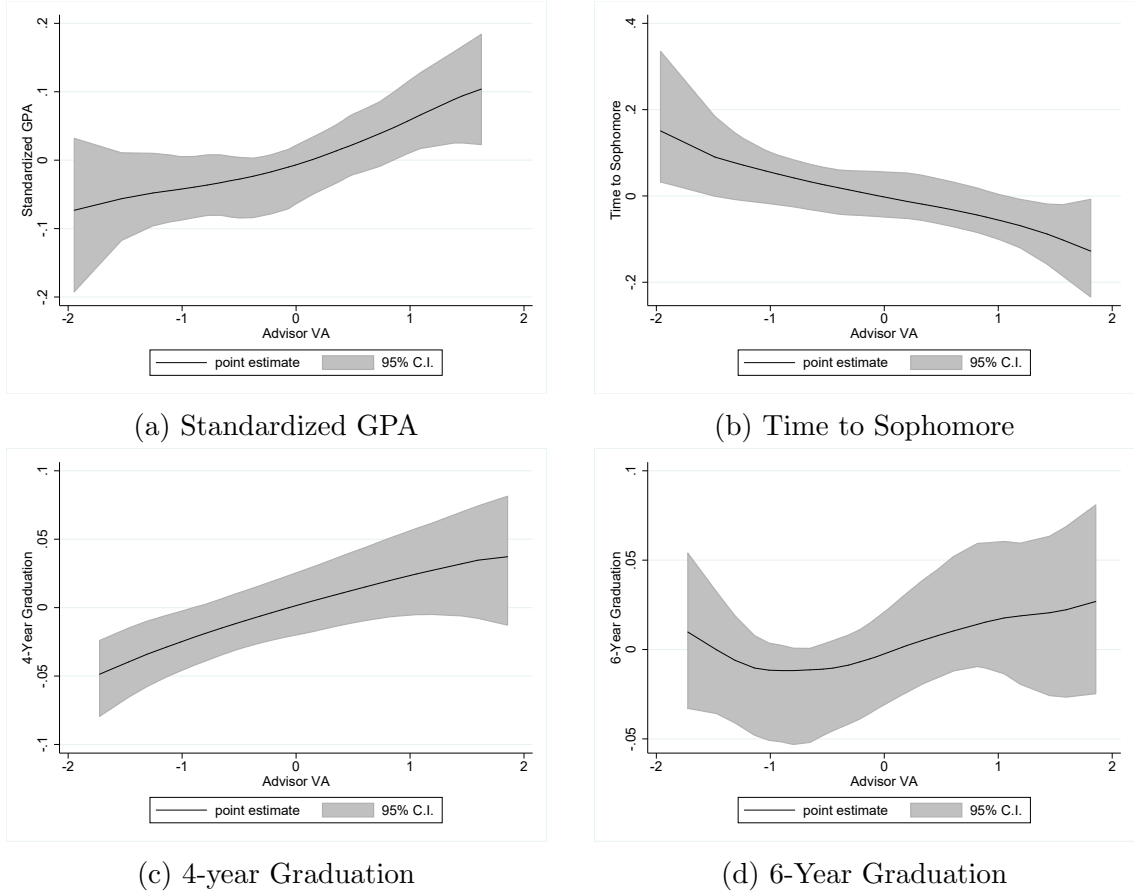 .2
.1
0
-.1
-.2
Standardized GPA
-2 -1 0 1 2
Advisor VA
point estimate 95% C.I.
(a) Standardized GPA
.4
.2
0
-.2
Time to Sophomore
-2 -1 0 1 2
Advisor VA
point estimate 95% C.I.
(b) Time to Sophomore
.1
.05
0
-.05
-.1
4-Year Graduation
-2 -1 0 1 2
Advisor VA
point estimate 95% C.I.
(c) 4-year Graduation
.1
.05
0
-.05
6-Year Graduation
-2 -1 0 1 2
Advisor VA
point estimate 95% C.I.
(d) 6-Year Graduation